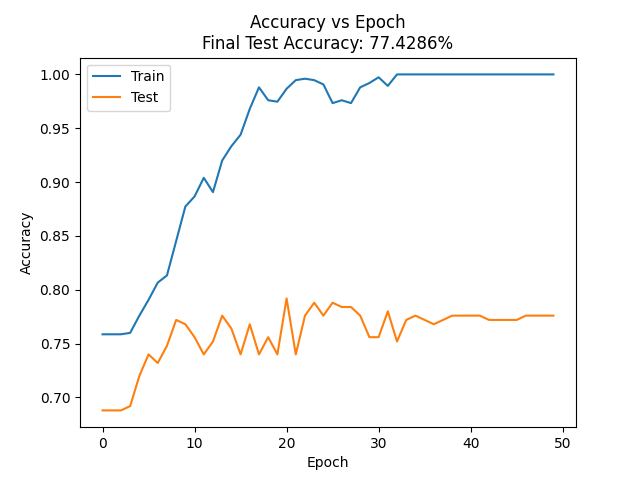 Accuracy vs Epoch
Final Test Accuracy: 77.4286%
Train
Test
1.00
0.95
0.90
0.85
0.80
0.75
0.70
Accuracy
0 10 20 30 40 50
Epoch